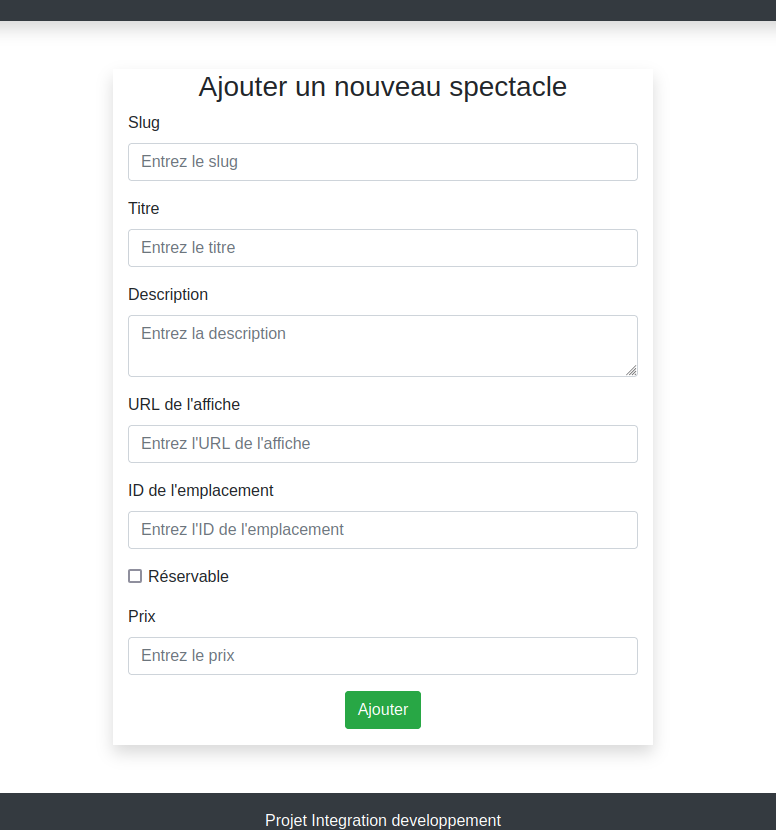 Ajouter un nouveau spectacle
Slug
Entrez le slug
Titre
Entrez le titre
Description
Entrez la description
URL de l'affiche
Entrez l'URL de l'affiche
ID de l'emplacement
Entrez l'ID de l'emplacement
Réservable
Prix
Entrez le prix
Ajouter
Projet Integration developpement